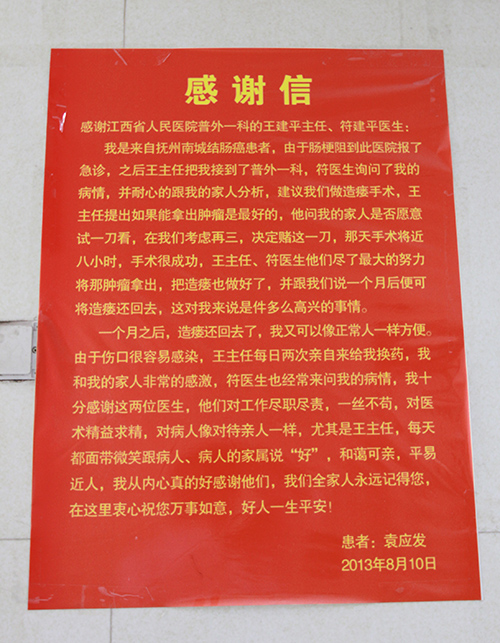 感谢信
感谢江西省人民医院普外一科的王建平主任、符建平医生：
我是来自抚州南城结肠癌患者，由于肠梗阻到此医院报了
急诊，之后王主任把我接到了普外一科，符医生询问了我的
病情，并耐心的跟我的家人分析，建议我们做造瘘手术，王
主任提出如果能拿出肿瘤是最好的，他问我的家人是否愿意
试一刀看，在我们考虑再三，决定赌这一刀，那天手术将近
八小时，手术很成功，王主任、符医生他们尽了最大的努力
将那肿瘤拿出，把造瘘也做好了，并跟我们说一个月后便可
将造瘘还回去，这对我来说是件多么高兴的事情。
一个月之后，造瘘还回去了，我又可以像正常人一样方便。
由于伤口很容易感染，王主任每日两次亲自来给我换药，我
和我的家人非常的感激，符医生也经常来问我的病情，我十
分感谢这两位医生，他们对工作尽职尽责，一丝不苟，对医
术精益求精，对病人像对待亲人一样，尤其是王主任，每天
都面带微笑跟病人、病人的家属说“好”，和蔼可亲，平易
近人，我从内心真的好感谢他们，我们全家人永远记得您，
在这里衷心祝您万事如意，好人一生平安！
患者：袁应发
2013年8月10日